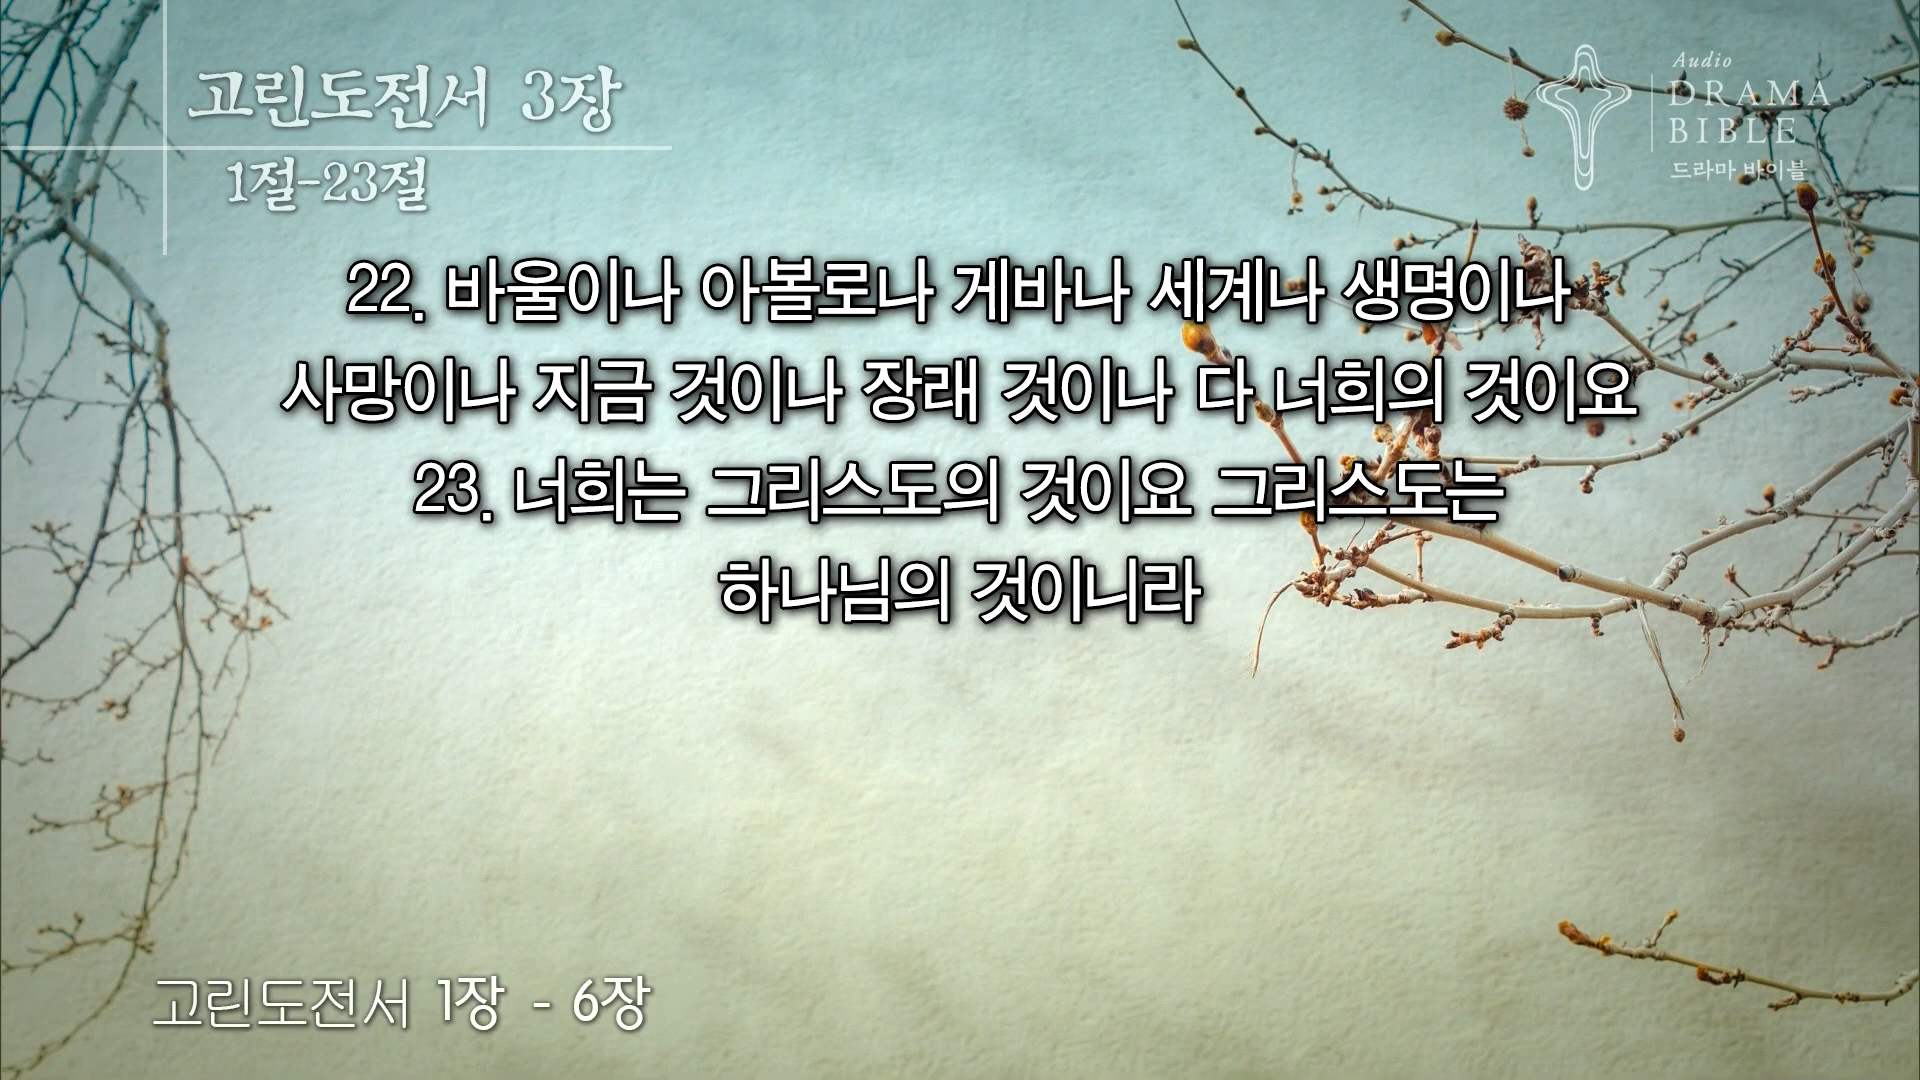 고린도전서 3장
1절-23절
Audio
DRAMA
BIBLE
드라마 바이블
22. 바울이나 아볼로나 게바나 세계나 생명이나
사망이나 지금 것이나 장래 것이나 다 너희의 것이요
23. 너희는 그리스도의 것이요 그리스도는
하나님의 것이니라
고린도전서 1장 - 6장